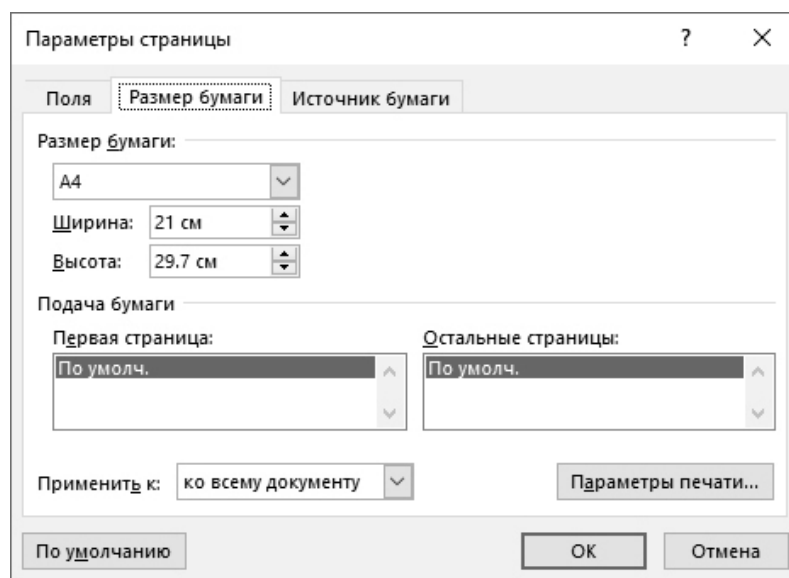 Параметры страницы ?
Поля Размер бумаги Источник бумаги
Размер бумаги:
A4
Ширина: 21 см
Высота: 29.7 см
Подача бумаги
Первая страница: Остальные страницы:
По умолч. По умолч.
Применить к: ко всему документу Параметры печати...
По умолчанию ОК Отмена